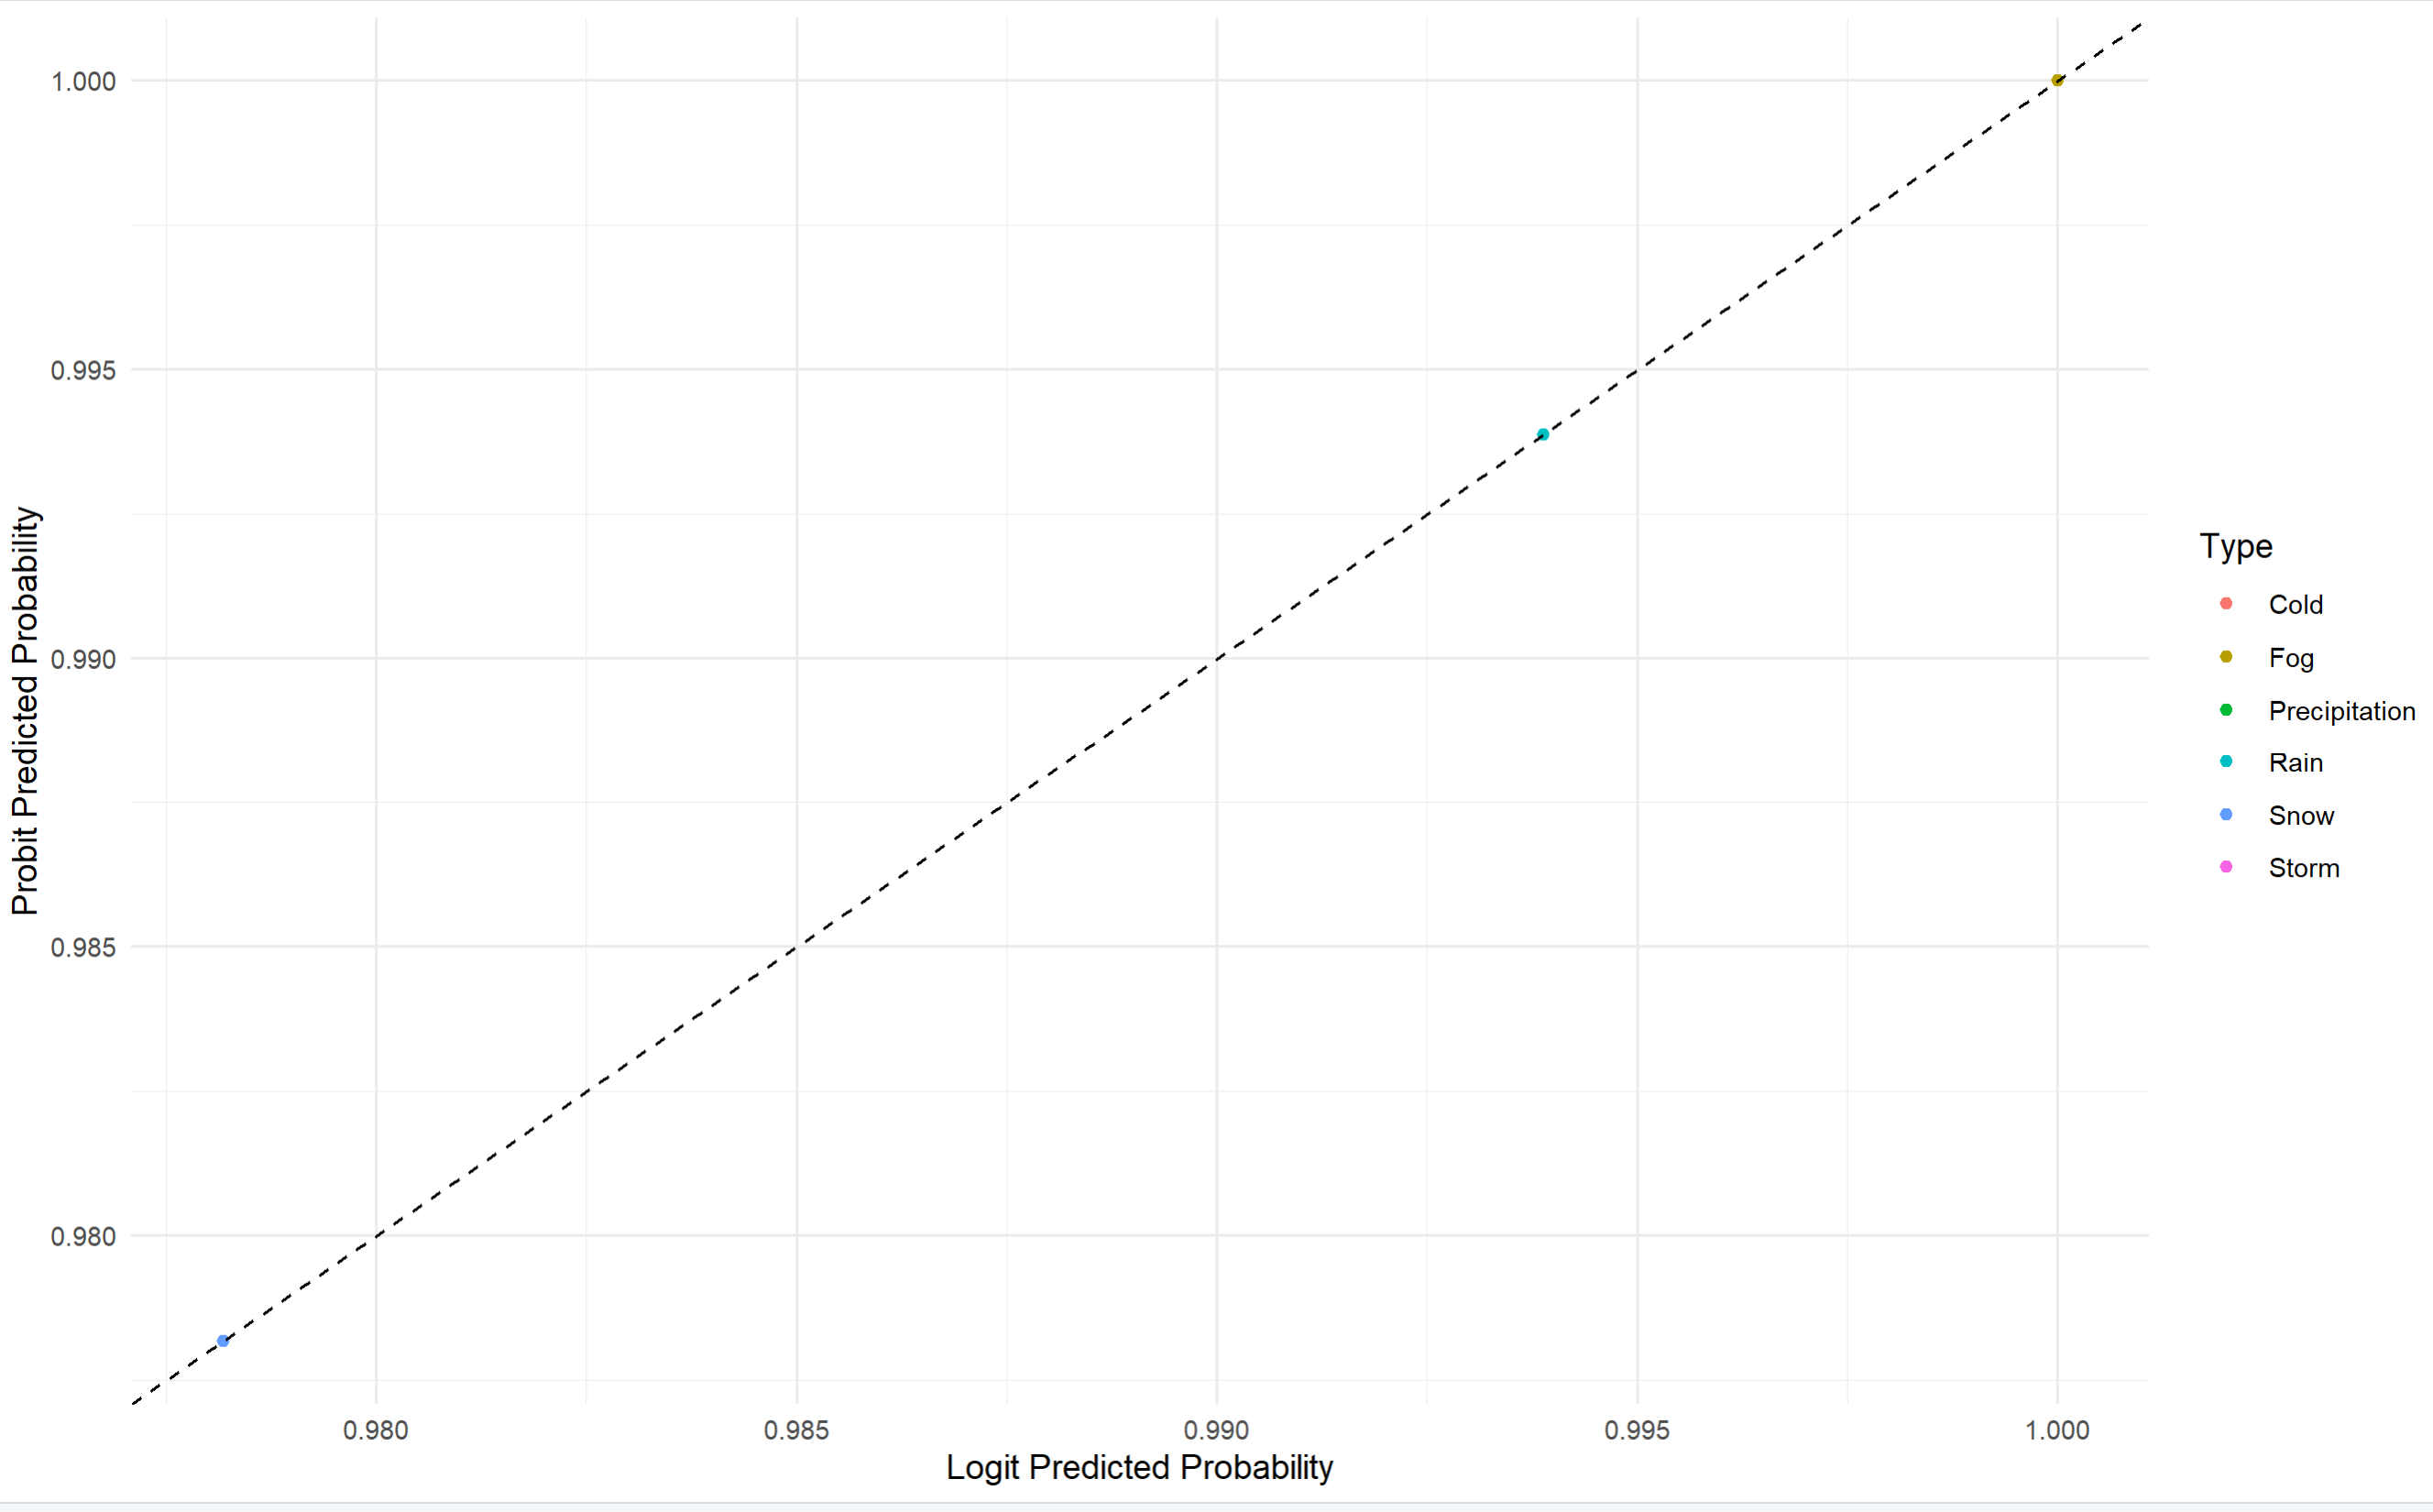 1.000
0.995
0.990
0.985
0.980
Probit Predicted Probability
0.980 0.985 0.990 0.995 1.000
Logit Predicted Probability
Type
Cold
Fog
Precipitation
Rain
Snow
Storm